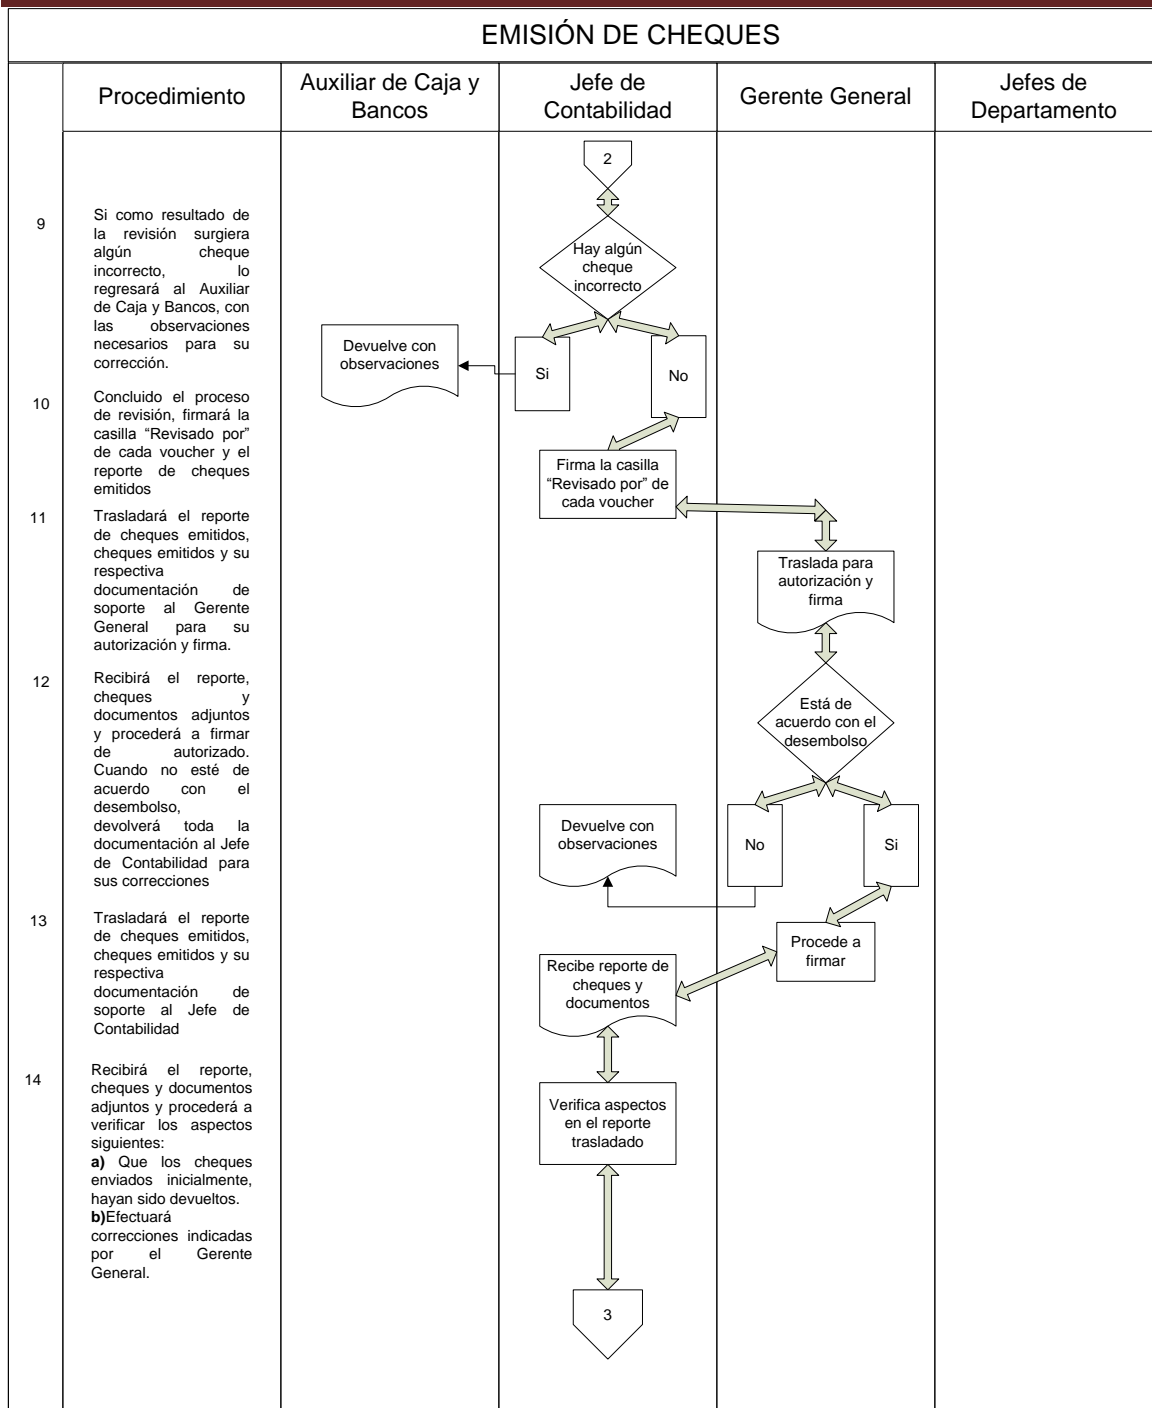 EMISIÓN DE CHEQUES
Procedimiento
Auxiliar de Caja y
Bancos
Jefe de
Contabilidad
Gerente General
Jefes de
Departamento
2
9
Si como resultado de
la revisión surgiera
algún cheque
incorrecto, lo
regresará al Auxiliar
de Caja y Bancos, con
las observaciones
necesarios para su
corrección.
Hay algún
cheque
incorrecto
Devuelve con
observaciones
Si
No
10
Concluido el proceso
de revisión, firmará la
casilla “Revisado por”
de cada voucher y el
reporte de cheques
emitidos
Firma la casilla
“Revisado por” de
cada voucher
11
Trasladará el reporte
de cheques emitidos,
cheques emitidos y su
respectiva
documentación de
soporte al Gerente
General para su
autorización y firma.
Traslada para
autorización y
firma
12
Recibirá el reporte,
cheques y
documentos adjuntos
y procederá a firmar
de autorizado.
Cuando no esté de
acuerdo con el
desembolso,
devolverá toda la
documentación al Jefe
de Contabilidad para
sus correcciones
Está de
acuerdo con el
desembolso
Devuelve con
observaciones
No
Si
13
Trasladará el reporte
de cheques emitidos,
cheques emitidos y su
respectiva
documentación de
soporte al Jefe de
Contabilidad
Procede a
firmar
Recibe reporte de
cheques y
documentos
14
Recibirá el reporte,
cheques y documentos
adjuntos y procederá a
verificar los aspectos
siguientes:
a) Que los cheques
enviados inicialmente,
hayan sido devueltos.
b)Efectuará
correcciones indicadas
por el Gerente
General.
Verifica aspectos
en el reporte
trasladado
3